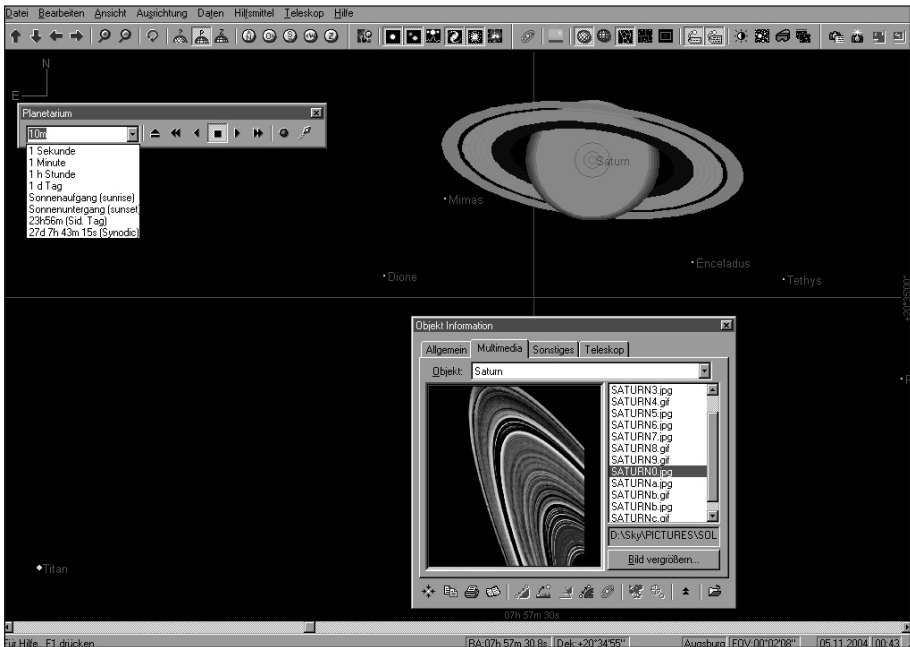 Datei Bearbeiten Ansicht Ausrichtung Daten Hilfsmittel Teleskop Hilfe
N
E
Planetarium
10m
1 Sekunde
1 Minute
1 h Stunde
1 d Tag
Sonnenaufgang (sunrise)
Sonnenuntergang (sunset)
23h56m (Sid. Tag)
27d 7h 43m 15s (Synodic)
Saturn
Mimas
Enceladus
Dione
Tethys
+20°35'00"
Objekt Information
Allgemein Multimedia Sonstiges Teleskop
Objekt: Saturn
SATURN3.jpg
SATURN4.gif
SATURN5.jpg
SATURN6.jpg
SATURN7.jpg
SATURN8.gif
SATURN9.gif
SATURN0.jpg
SATURNa.jpg
SATURNb.gif
SATURNb.jpg
SATURNc.gif
D:\Sky\PICTURES\SOL
Bild vergrößern...
Titan
07h 57m 30s
Für Hilfe, F1 drücken
RA:07h 57m 30.8s Dek:+20°34'55'' Augsburg FOV:00°02'08'' 05.11.2004 00:43